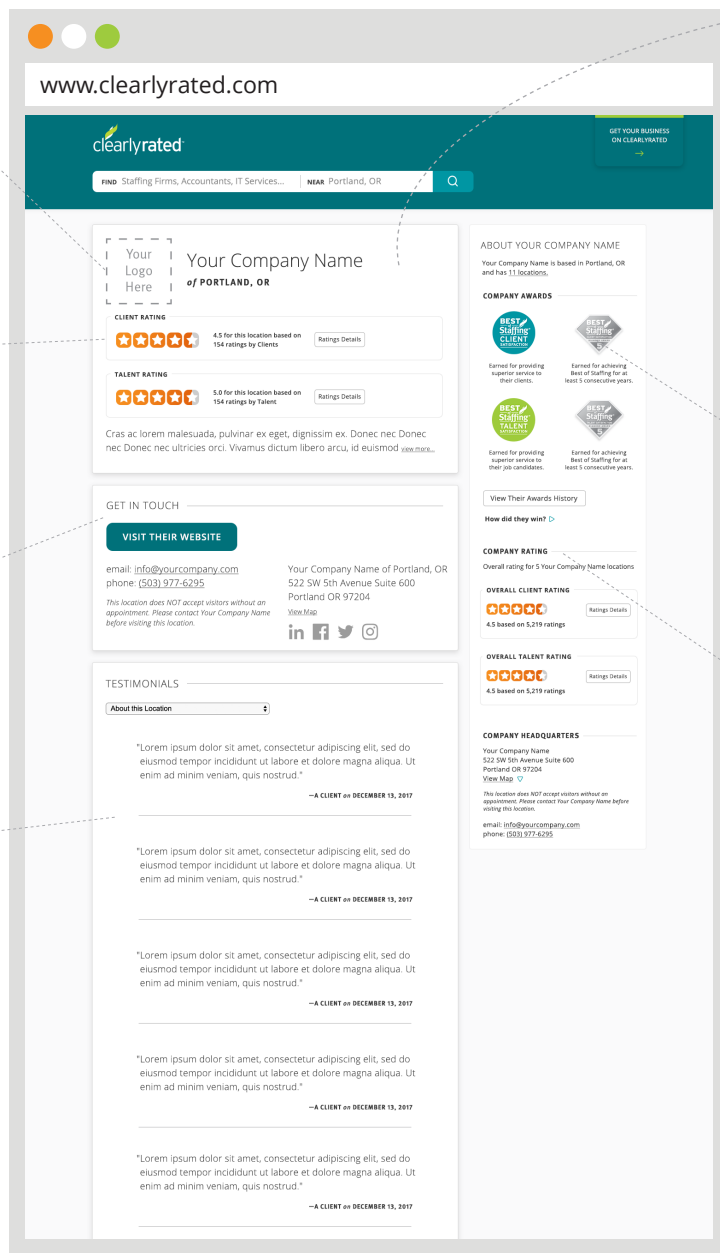 www.clearlyrated.com
clearlyrated
GET YOUR BUSINESS
ON CLEARLYRATED
→
FIND Staffing Firms, Accountants, IT Services... NEAR Portland, OR
Your
Logo
Here
Your Company Name
of PORTLAND, OR
CLIENT RATING
4.5 for this location based on
154 ratings by Clients
Ratings Details
TALENT RATING
5.0 for this location based on
154 ratings by Talent
Ratings Details
Cras ac lorem malesuada, pulvinar ex eget, dignissim ex. Donec nec Donec
nec Donec nec ultricies orci. Vivamus dictum libero arcu, id euismod view more...
GET IN TOUCH
VISIT THEIR WEBSITE
email: info@yourcompany.com
phone: (503) 977-6295
This location does NOT accept visitors without an
appointment. Please contact Your Company Name
before visiting this location.
Your Company Name of Portland, OR
522 SW 5th Avenue Suite 600
Portland OR 97204
View Map
TESTIMONIALS
About this Location
"Lorem ipsum dolor sit amet, consectetur adipiscing elit, sed do
eiusmod tempor incididunt ut labore et dolore magna aliqua. Ut
enim ad minim veniam, quis nostrud."
—A CLIENT on DECEMBER 13, 2017
"Lorem ipsum dolor sit amet, consectetur adipiscing elit, sed do
eiusmod tempor incididunt ut labore et dolore magna aliqua. Ut
enim ad minim veniam, quis nostrud."
—A CLIENT on DECEMBER 13, 2017
"Lorem ipsum dolor sit amet, consectetur adipiscing elit, sed do
eiusmod tempor incididunt ut labore et dolore magna aliqua. Ut
enim ad minim veniam, quis nostrud."
—A CLIENT on DECEMBER 13, 2017
"Lorem ipsum dolor sit amet, consectetur adipiscing elit, sed do
eiusmod tempor incididunt ut labore et dolore magna aliqua. Ut
enim ad minim veniam, quis nostrud."
—A CLIENT on DECEMBER 13, 2017
"Lorem ipsum dolor sit amet, consectetur adipiscing elit, sed do
eiusmod tempor incididunt ut labore et dolore magna aliqua. Ut
enim ad minim veniam, quis nostrud."
—A CLIENT on DECEMBER 13, 2017
ABOUT YOUR COMPANY NAME
Your Company Name is based in Portland, OR
and has 11 locations.
COMPANY AWARDS
BEST of
Staffing
CLIENT
SATISFACTION
Earned for providing
superior service to
their clients.
BEST of
Staffing
5
Earned for achieving
Best of Staffing for at
least 5 consecutive years.
BEST of
Staffing
TALENT
SATISFACTION
Earned for providing
superior service to
their job candidates.
BEST of
Staffing
5
Earned for achieving
Best of Staffing for at
least 5 consecutive years.
View Their Awards History
How did they win?
COMPANY RATING
Overall rating for 5 Your Company Name locations
OVERALL CLIENT RATING
Ratings Details
4.5 based on 5,219 ratings
OVERALL TALENT RATING
Ratings Details
4.5 based on 5,219 ratings
COMPANY HEADQUARTERS
Your Company Name
522 SW 5th Avenue Suite 600
Portland OR 97204
View Map
This location does NOT accept visitors without an
appointment. Please contact Your Company Name before
visiting this location.
email: info@yourcompany.com
phone: (503) 977-6295